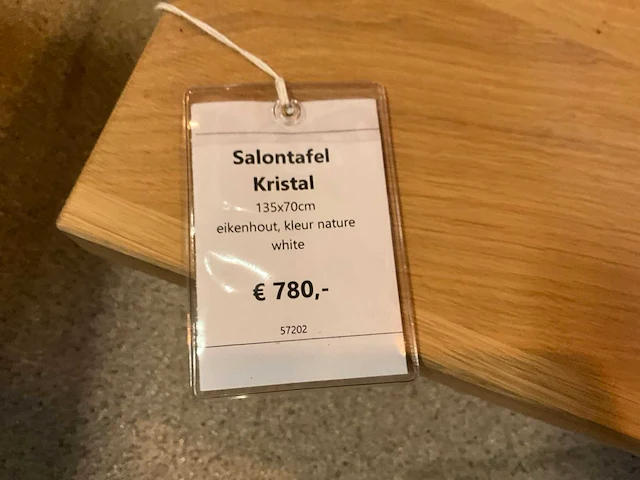 Salontafel
Kristal
135x70cm
eikenhout, kleur nature
white
€ 780,-
57202